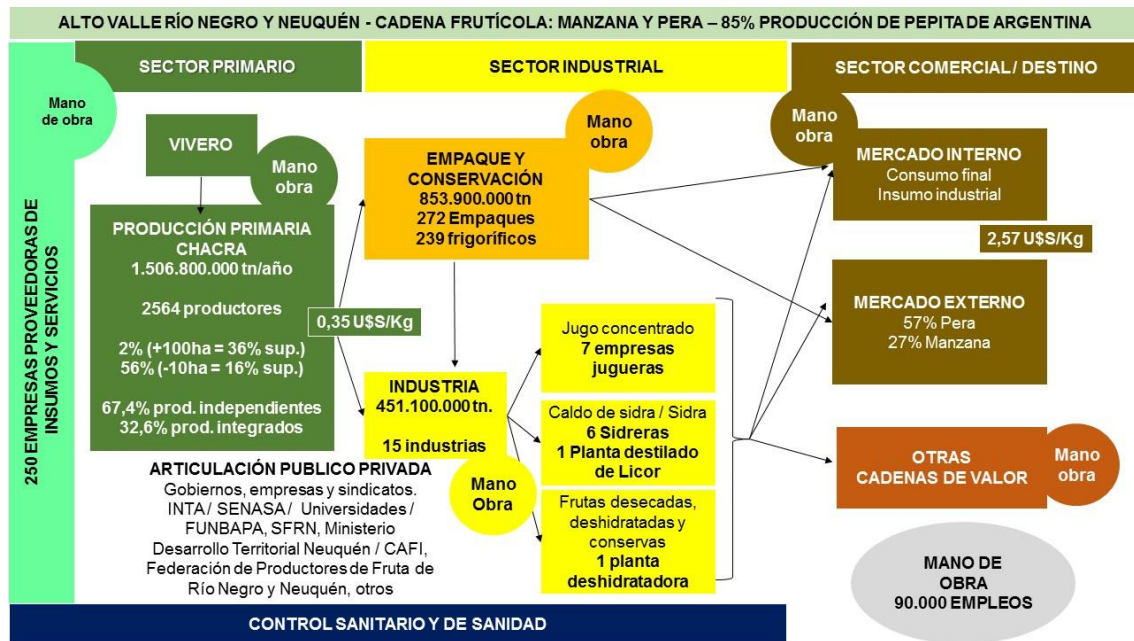 ALTO VALLE RÍO NEGRO Y NEUQUÉN - CADENA FRUTÍCOLA: MANZANA Y PERA – 85% PRODUCCIÓN DE PEPITA DE ARGENTINA
250 EMPRESAS PROVEEDORAS DE
INSUMOS Y SERVICIOS
Mano
de obra
SECTOR PRIMARIO
VIVERO
Mano
obra
PRODUCCIÓN PRIMARIA
CHACRA
1.506.800.000 tn/año
2564 productores
2% (+100ha = 36% sup.)
56% (-10ha = 16% sup.)
67,4% prod. independientes
32,6% prod. integrados
0,35 U$S/Kg
ARTICULACIÓN PUBLICO PRIVADA
Gobiernos, empresas y sindicatos.
INTA / SENASA / Universidades /
FUNBAPA, SFRN, Ministerio
Desarrollo Territorial Neuquén / CAFI,
Federación de Productores de Fruta de
Río Negro y Neuquén, otros
SECTOR INDUSTRIAL
Mano
obra
EMPAQUE Y
CONSERVACIÓN
853.900.000 tn
272 Empaques
239 frigoríficos
INDUSTRIA
451.100.000 tn.
15 industrias
Mano
Obra
Jugo concentrado
7 empresas
jugueras
Caldo de sidra / Sidra
6 Sidreras
1 Planta destilado
de Licor
Frutas desecadas,
deshidratadas y
conservas
1 planta
deshidratadora
SECTOR COMERCIAL / DESTINO
Mano
obra
MERCADO INTERNO
Consumo final
Insumo industrial
2,57 U$S/Kg
MERCADO EXTERNO
57% Pera
27% Manzana
OTRAS
CADENAS DE VALOR
Mano
obra
MANO DE
OBRA
90.000 EMPLEOS
CONTROL SANITARIO Y DE SANIDAD